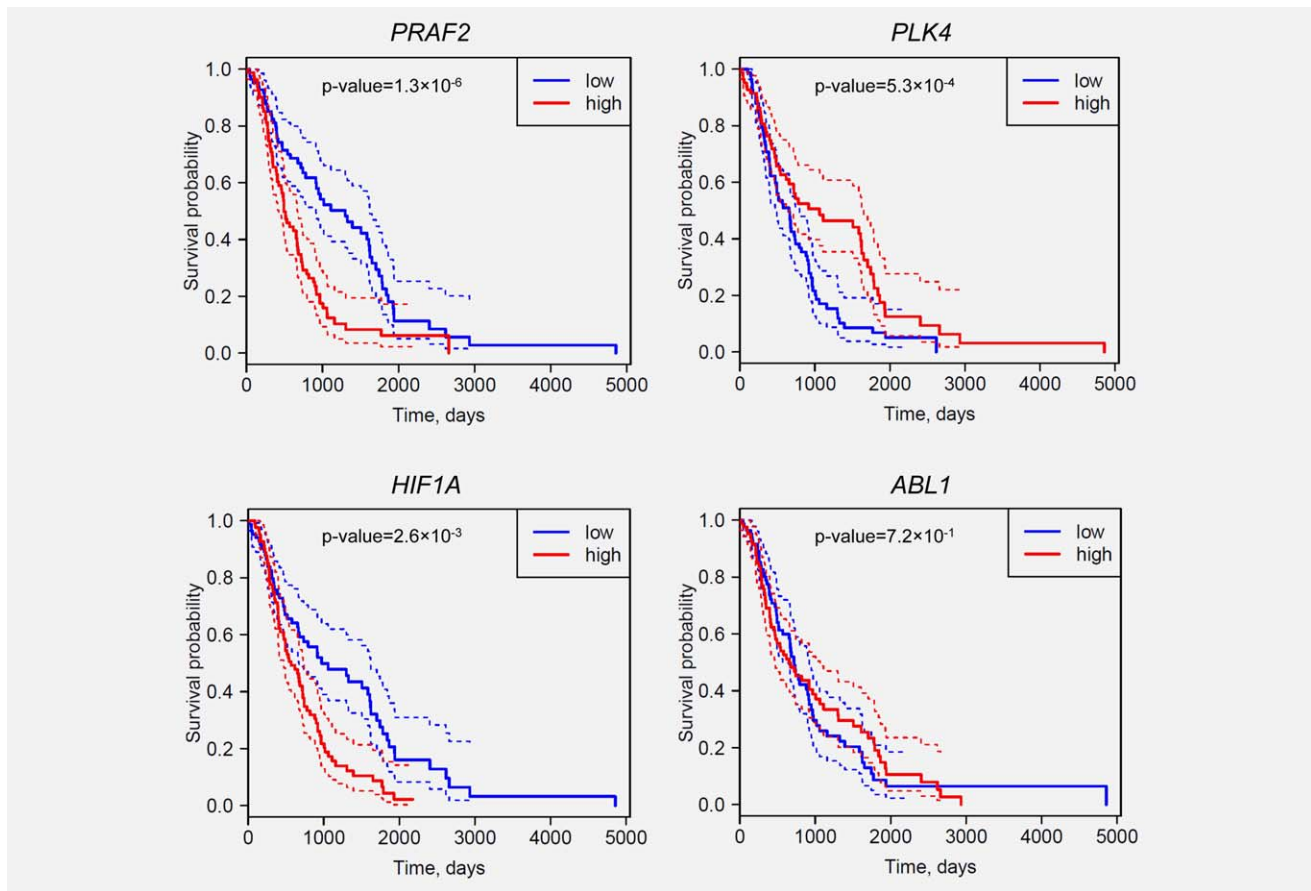 PRAF2
p-value=1.3×10⁻⁶
low
high
Survival probability
1.0
0.8
0.6
0.4
0.2
0.0
0 1000 2000 3000 4000 5000
Time, days
PLK4
p-value=5.3×10⁻⁴
low
high
Survival probability
1.0
0.8
0.6
0.4
0.2
0.0
0 1000 2000 3000 4000 5000
Time, days
HIF1A
p-value=2.6×10⁻³
low
high
Survival probability
1.0
0.8
0.6
0.4
0.2
0.0
0 1000 2000 3000 4000 5000
Time, days
ABL1
p-value=7.2×10⁻¹
low
high
Survival probability
1.0
0.8
0.6
0.4
0.2
0.0
0 1000 2000 3000 4000 5000
Time, days